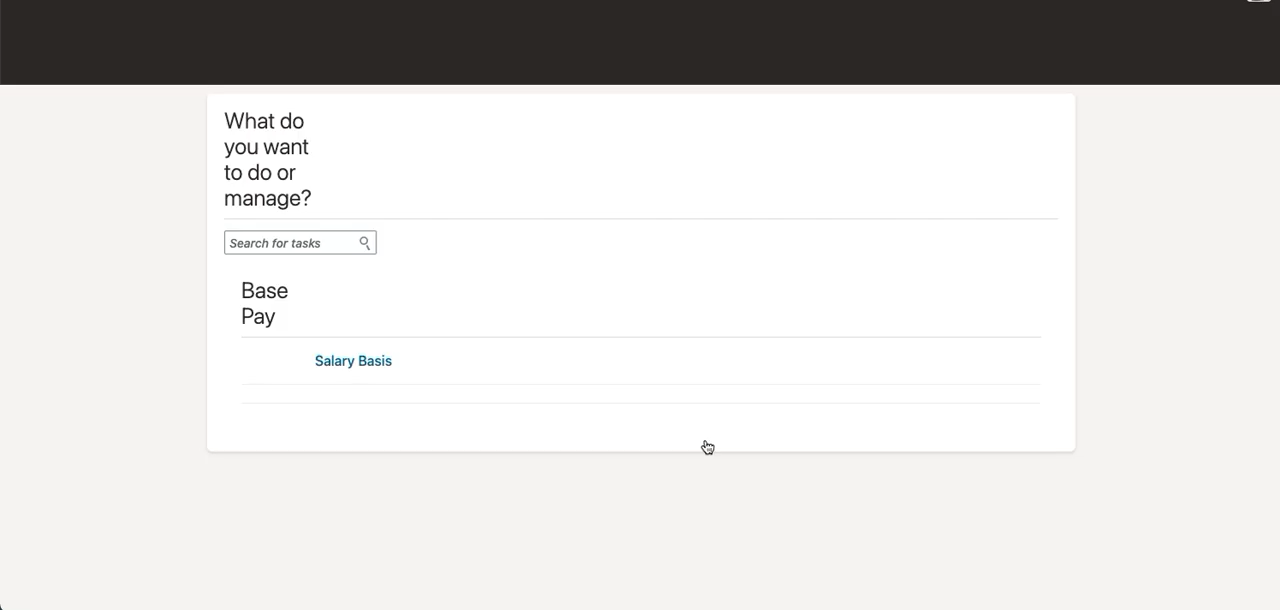 What do
you want
to do or
manage?
Search for tasks
Base
Pay
Salary Basis